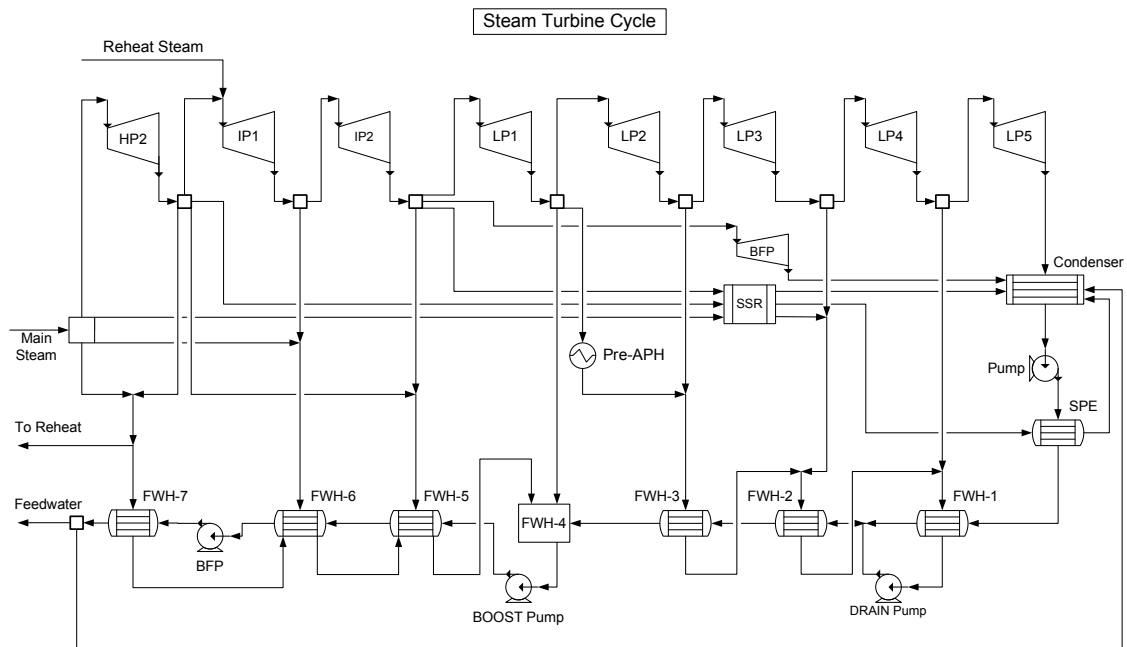 Steam Turbine Cycle
Reheat Steam
HP2
IP1
IP2
LP1
LP2
LP3
LP4
LP5
BFP
Condenser
SSR
Main
Steam
Pre-APH
Pump
SPE
To Reheat
Feedwater
FWH-7
FWH-6
FWH-5
FWH-4
FWH-3
FWH-2
FWH-1
BFP
BOOST Pump
DRAIN Pump